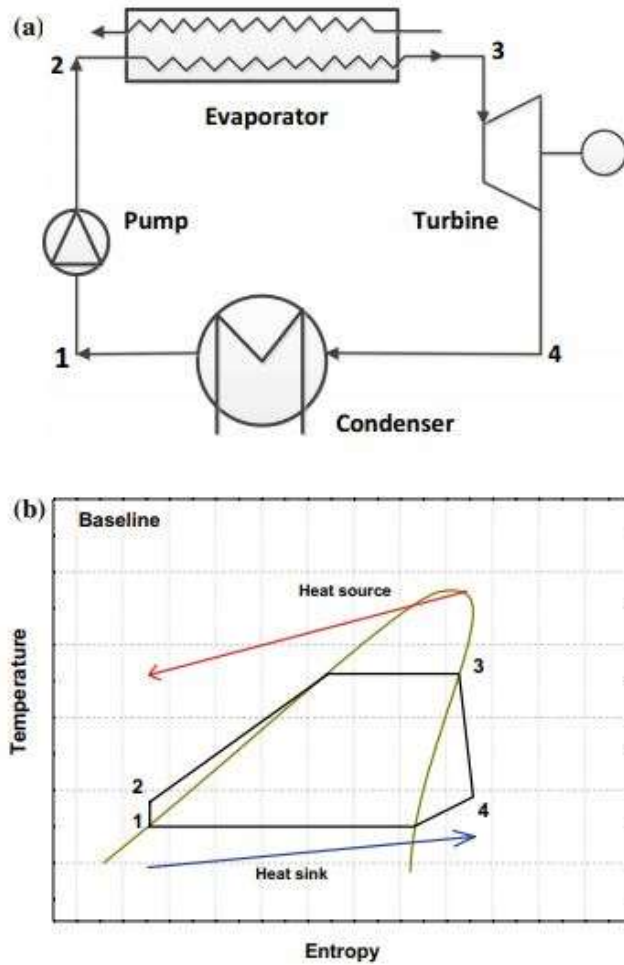 (a)
2
3
Evaporator
Pump
Turbine
1
4
Condenser
(b)
Baseline
Heat source
Temperature
3
2
1
4
Heat sink
Entropy